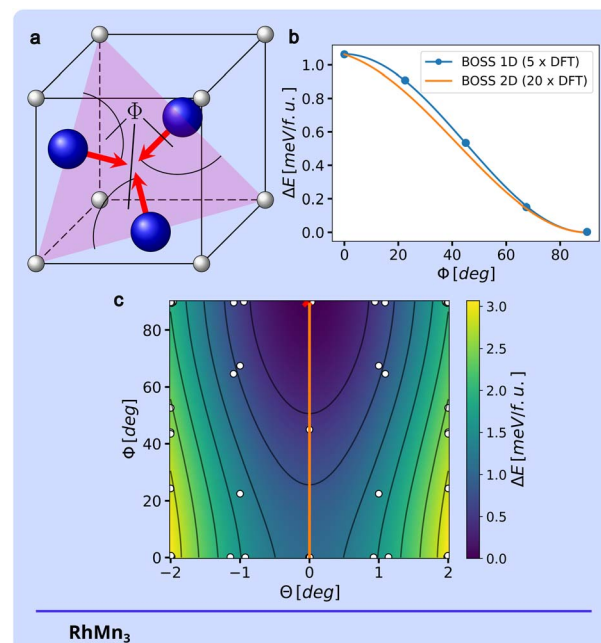 a
Φ
b
BOSS 1D (5 x DFT)
BOSS 2D (20 x DFT)
ΔE [meV/f. u.]
1.0
0.8
0.6
0.4
0.2
0.0
0 20 40 60 80
Φ [deg]
c
Φ [deg]
80
60
40
20
0
−2 −1 0 1 2
Θ [deg]
3.0
2.5
2.0
1.5
1.0
0.5
0.0
ΔE [meV/f. u.]
RhMn₃